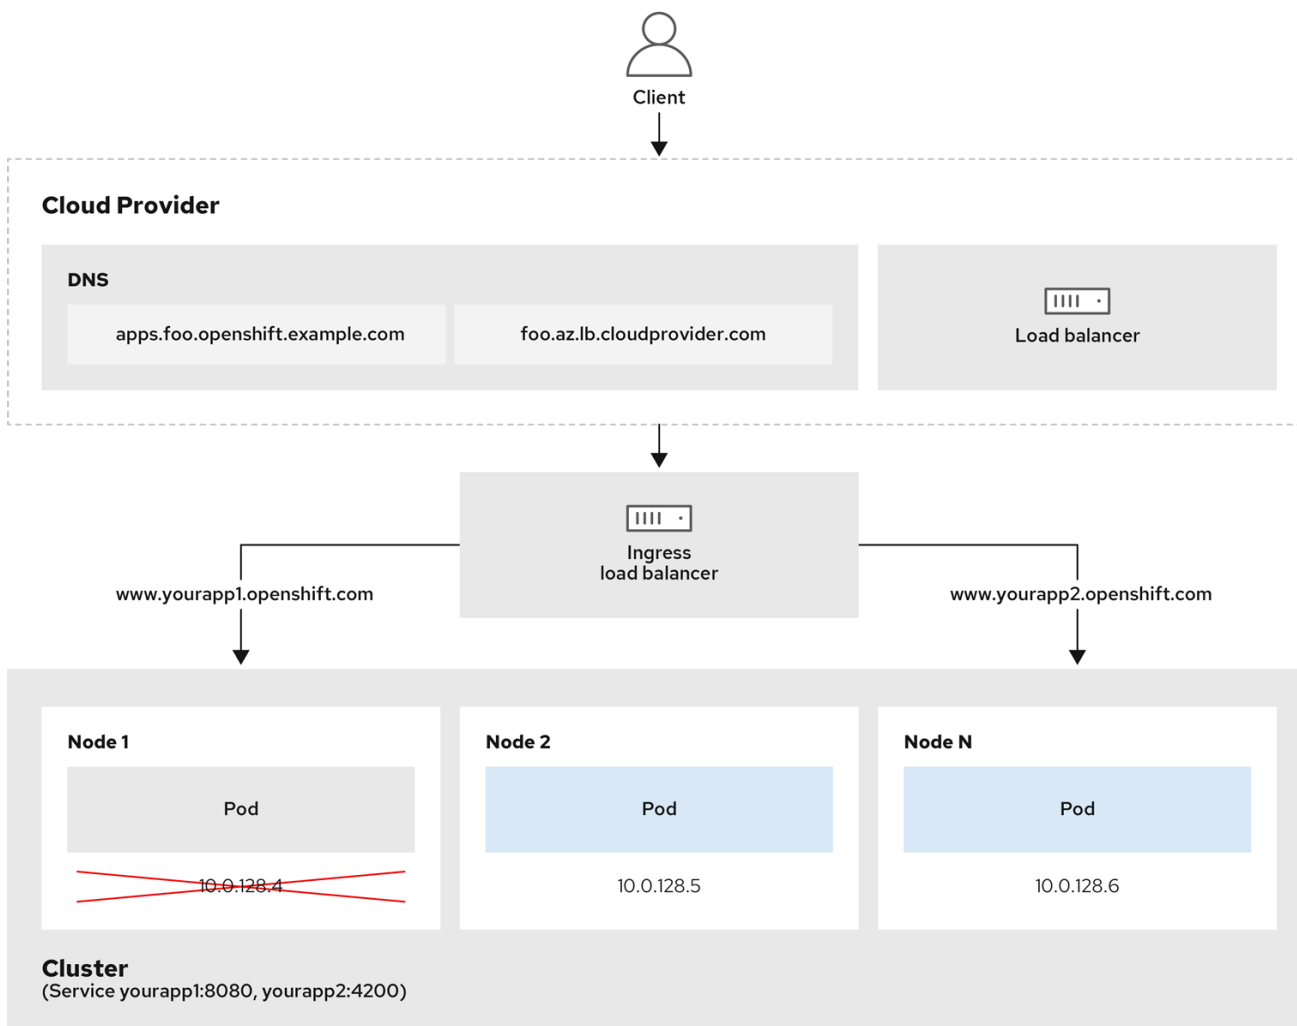 Client
Cloud Provider
DNS
apps.foo.openshift.example.com
foo.az.lb.cloudprovider.com
Load balancer
Ingress
load balancer
www.yourapp1.openshift.com
www.yourapp2.openshift.com
Node 1
Node 2
Node N
Pod
Pod
Pod
10.0.128.4
10.0.128.5
10.0.128.6
Cluster
(Service yourapp1:8080, yourapp2:4200)